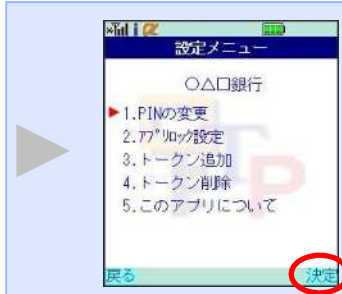 設定メニュー
○△□銀行
1.PINの変更
2.ｱﾌﾟﾘﾛｯｸ設定
3.トークン追加
4.トークン削除
5.このアプリについて
戻る 決定